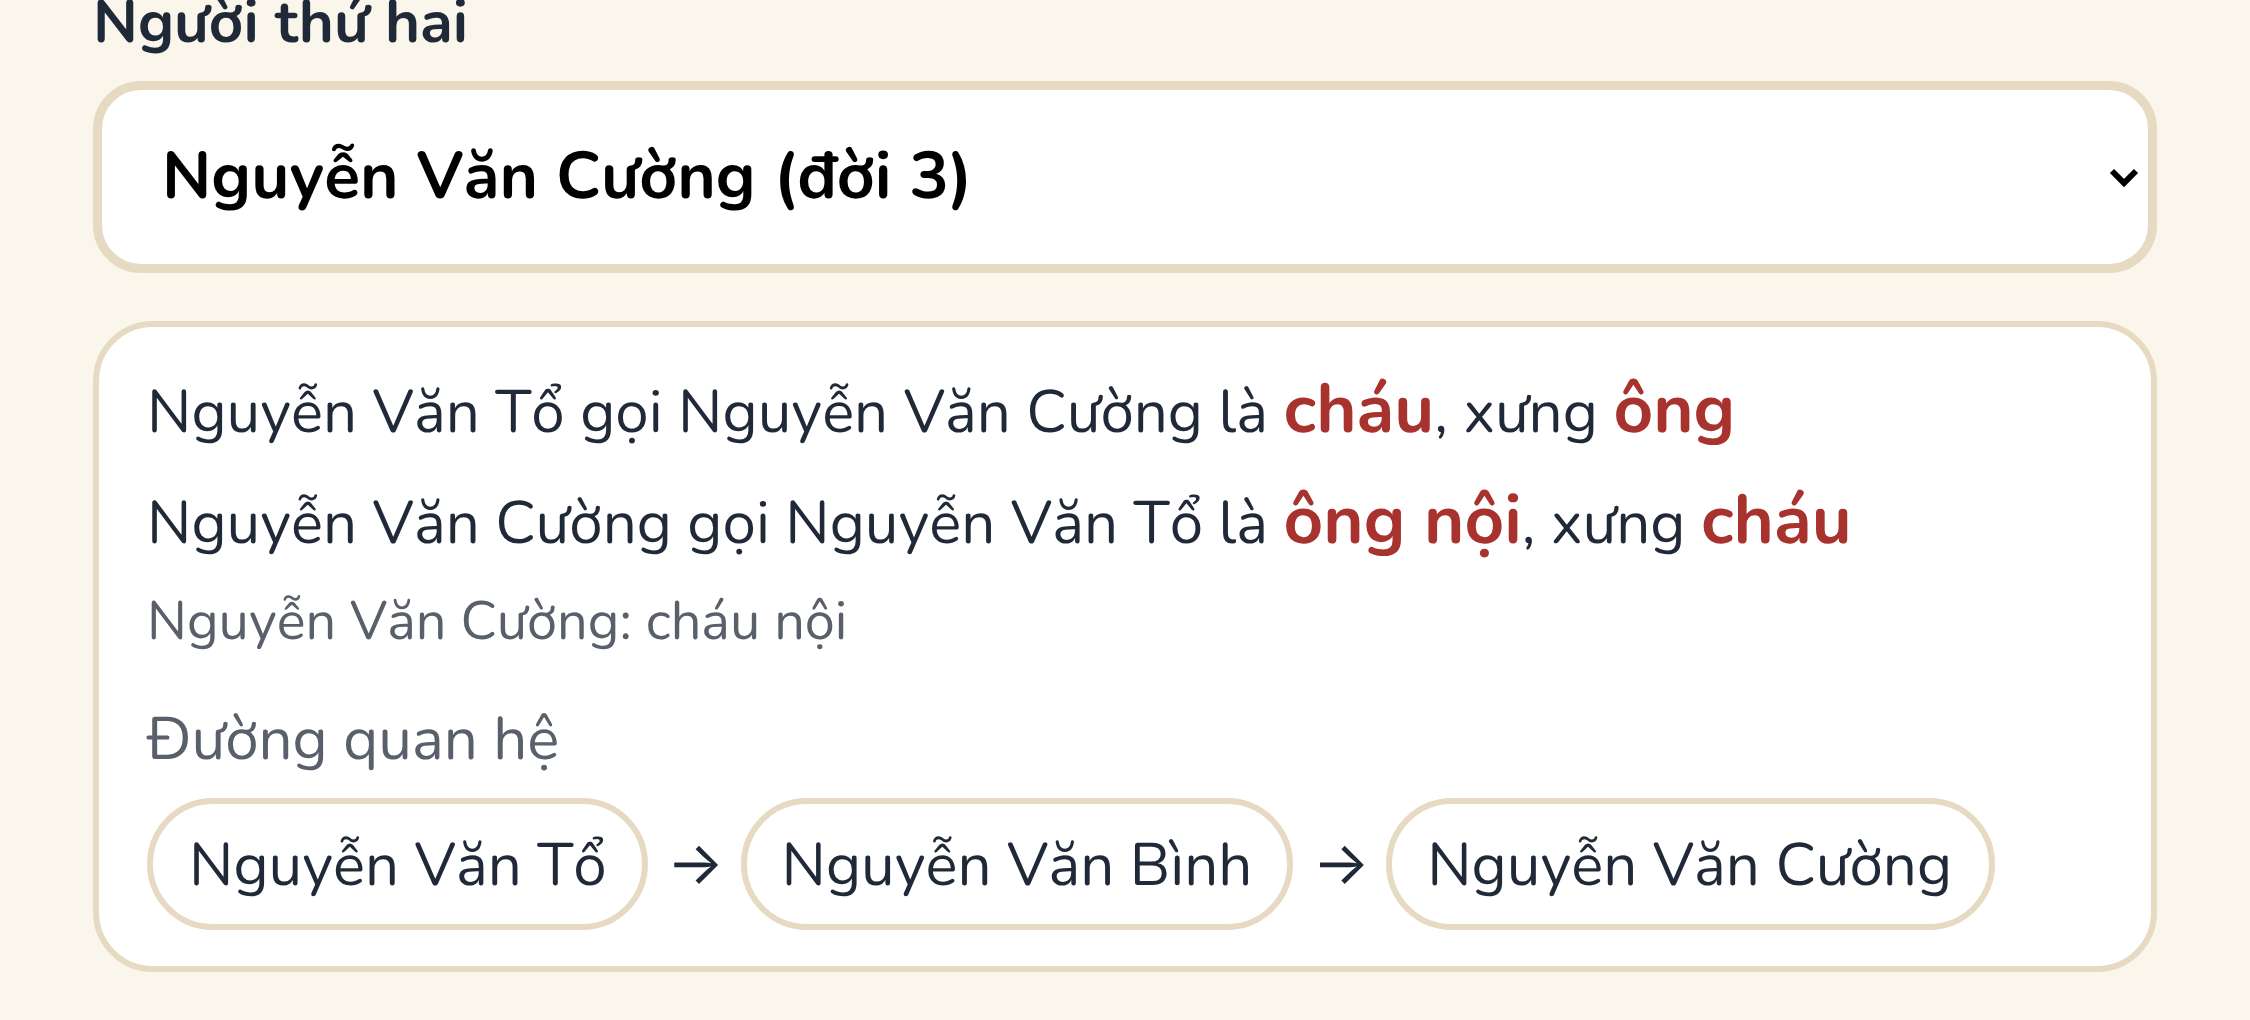 Người thứ hai
Nguyễn Văn Cường (đời 3)
Nguyễn Văn Tổ gọi Nguyễn Văn Cường là cháu, xưng ông
Nguyễn Văn Cường gọi Nguyễn Văn Tổ là ông nội, xưng cháu
Nguyễn Văn Cường: cháu nội
Đường quan hệ
Nguyễn Văn Tổ → Nguyễn Văn Bình → Nguyễn Văn Cường